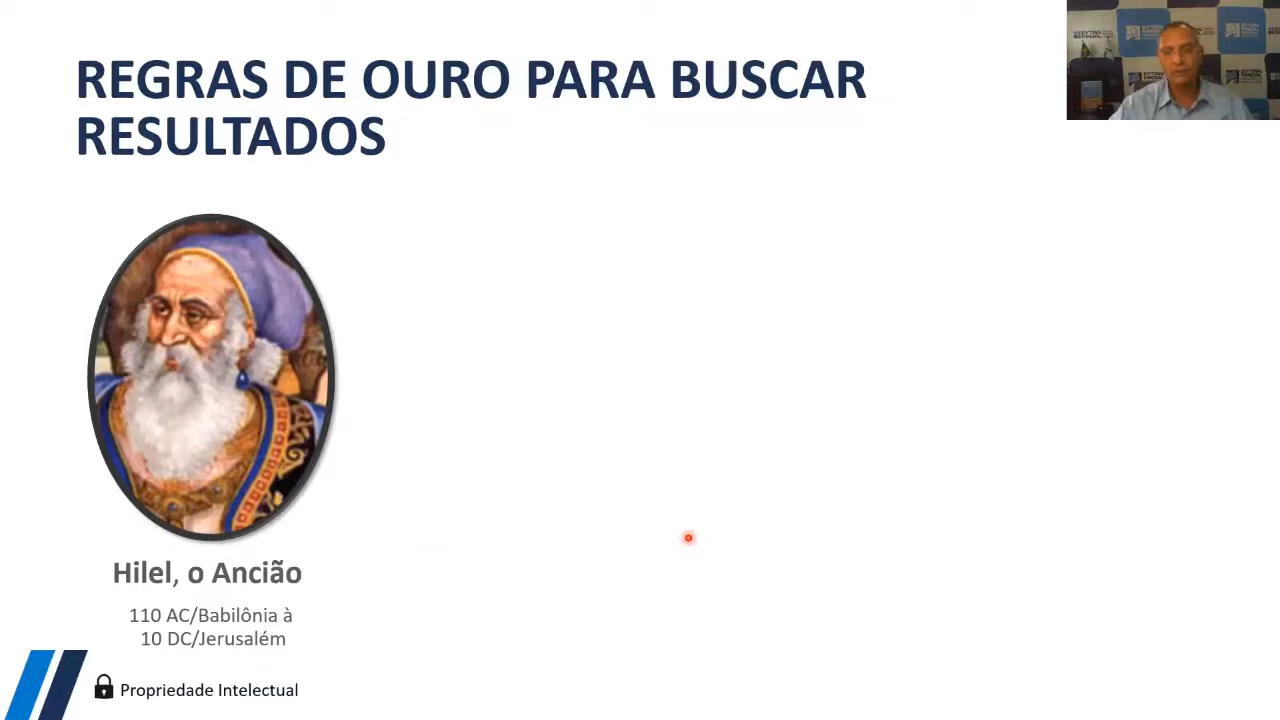 REGRAS DE OURO PARA BUSCAR
RESULTADOS
Hilel, o Ancião
110 AC/Babilônia à
10 DC/Jerusalém
Propriedade Intelectual